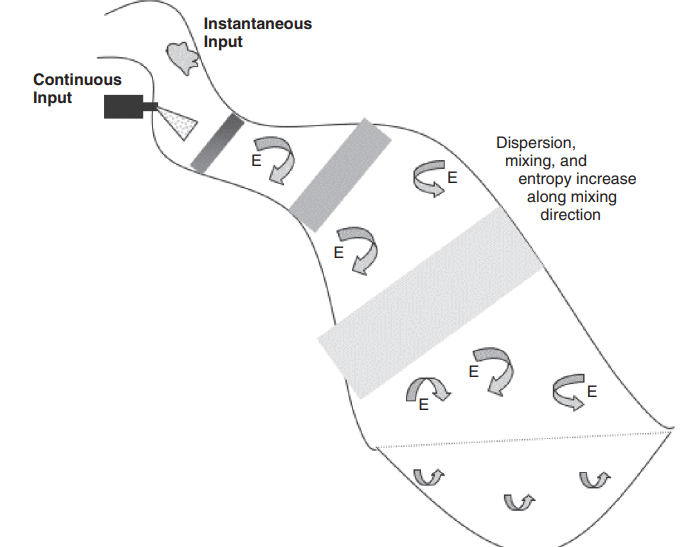 Instantaneous
Input
Continuous
Input
Dispersion,
mixing, and
entropy increase
along mixing
direction
E
E
E
E
E
E